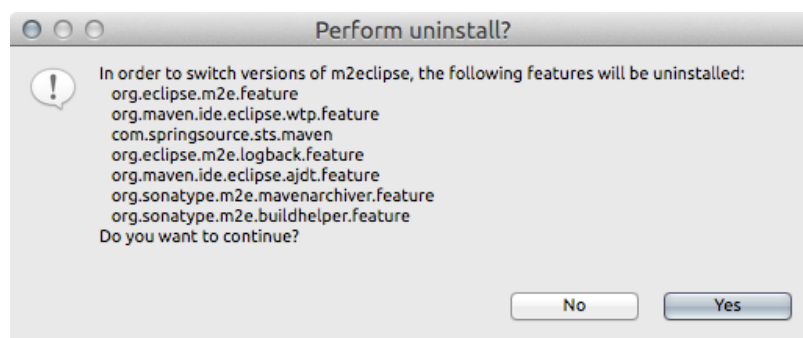 Perform uninstall?
In order to switch versions of m2eclipse, the following features will be uninstalled:
org.eclipse.m2e.feature
org.maven.ide.eclipse.wtp.feature
com.springsource.sts.maven
org.eclipse.m2e.logback.feature
org.maven.ide.eclipse.ajdt.feature
org.sonatype.m2e.mavenarchiver.feature
org.sonatype.m2e.buildhelper.feature
Do you want to continue?
No Yes